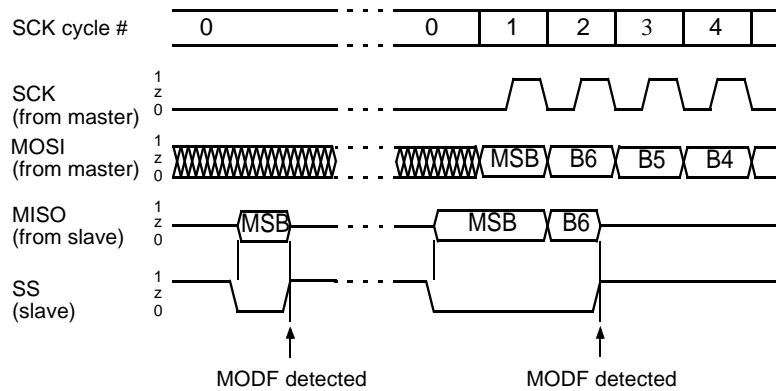 SCK cycle # 0 0 1 2 3 4
SCK
(from master)
1
z
0
MOSI
(from master)
1
z
0
MSB B6 B5 B4
MISO
(from slave)
1
z
0
MSB MSB B6
SS
(slave)
1
z
0
MODF detected MODF detected